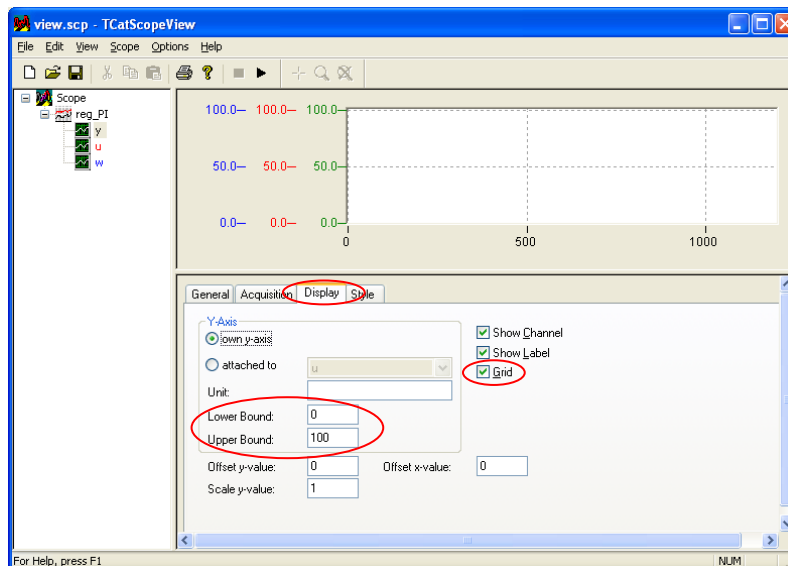 view.scp - TCatScopeView
File Edit View Scope Options Help
Scope
reg_PI
y
u
w
100.0 100.0 100.0
50.0 50.0 50.0
0.0 0.0 0.0
0 500 1000
General Acquisition Display Style
Y-Axis
own y-axis
attached to u
Unit:
Lower Bound: 0
Upper Bound: 100
Offset y-value: 0 Offset x-value: 0
Scale y-value: 1
Show Channel
Show Label
Grid
For Help, press F1 NUM